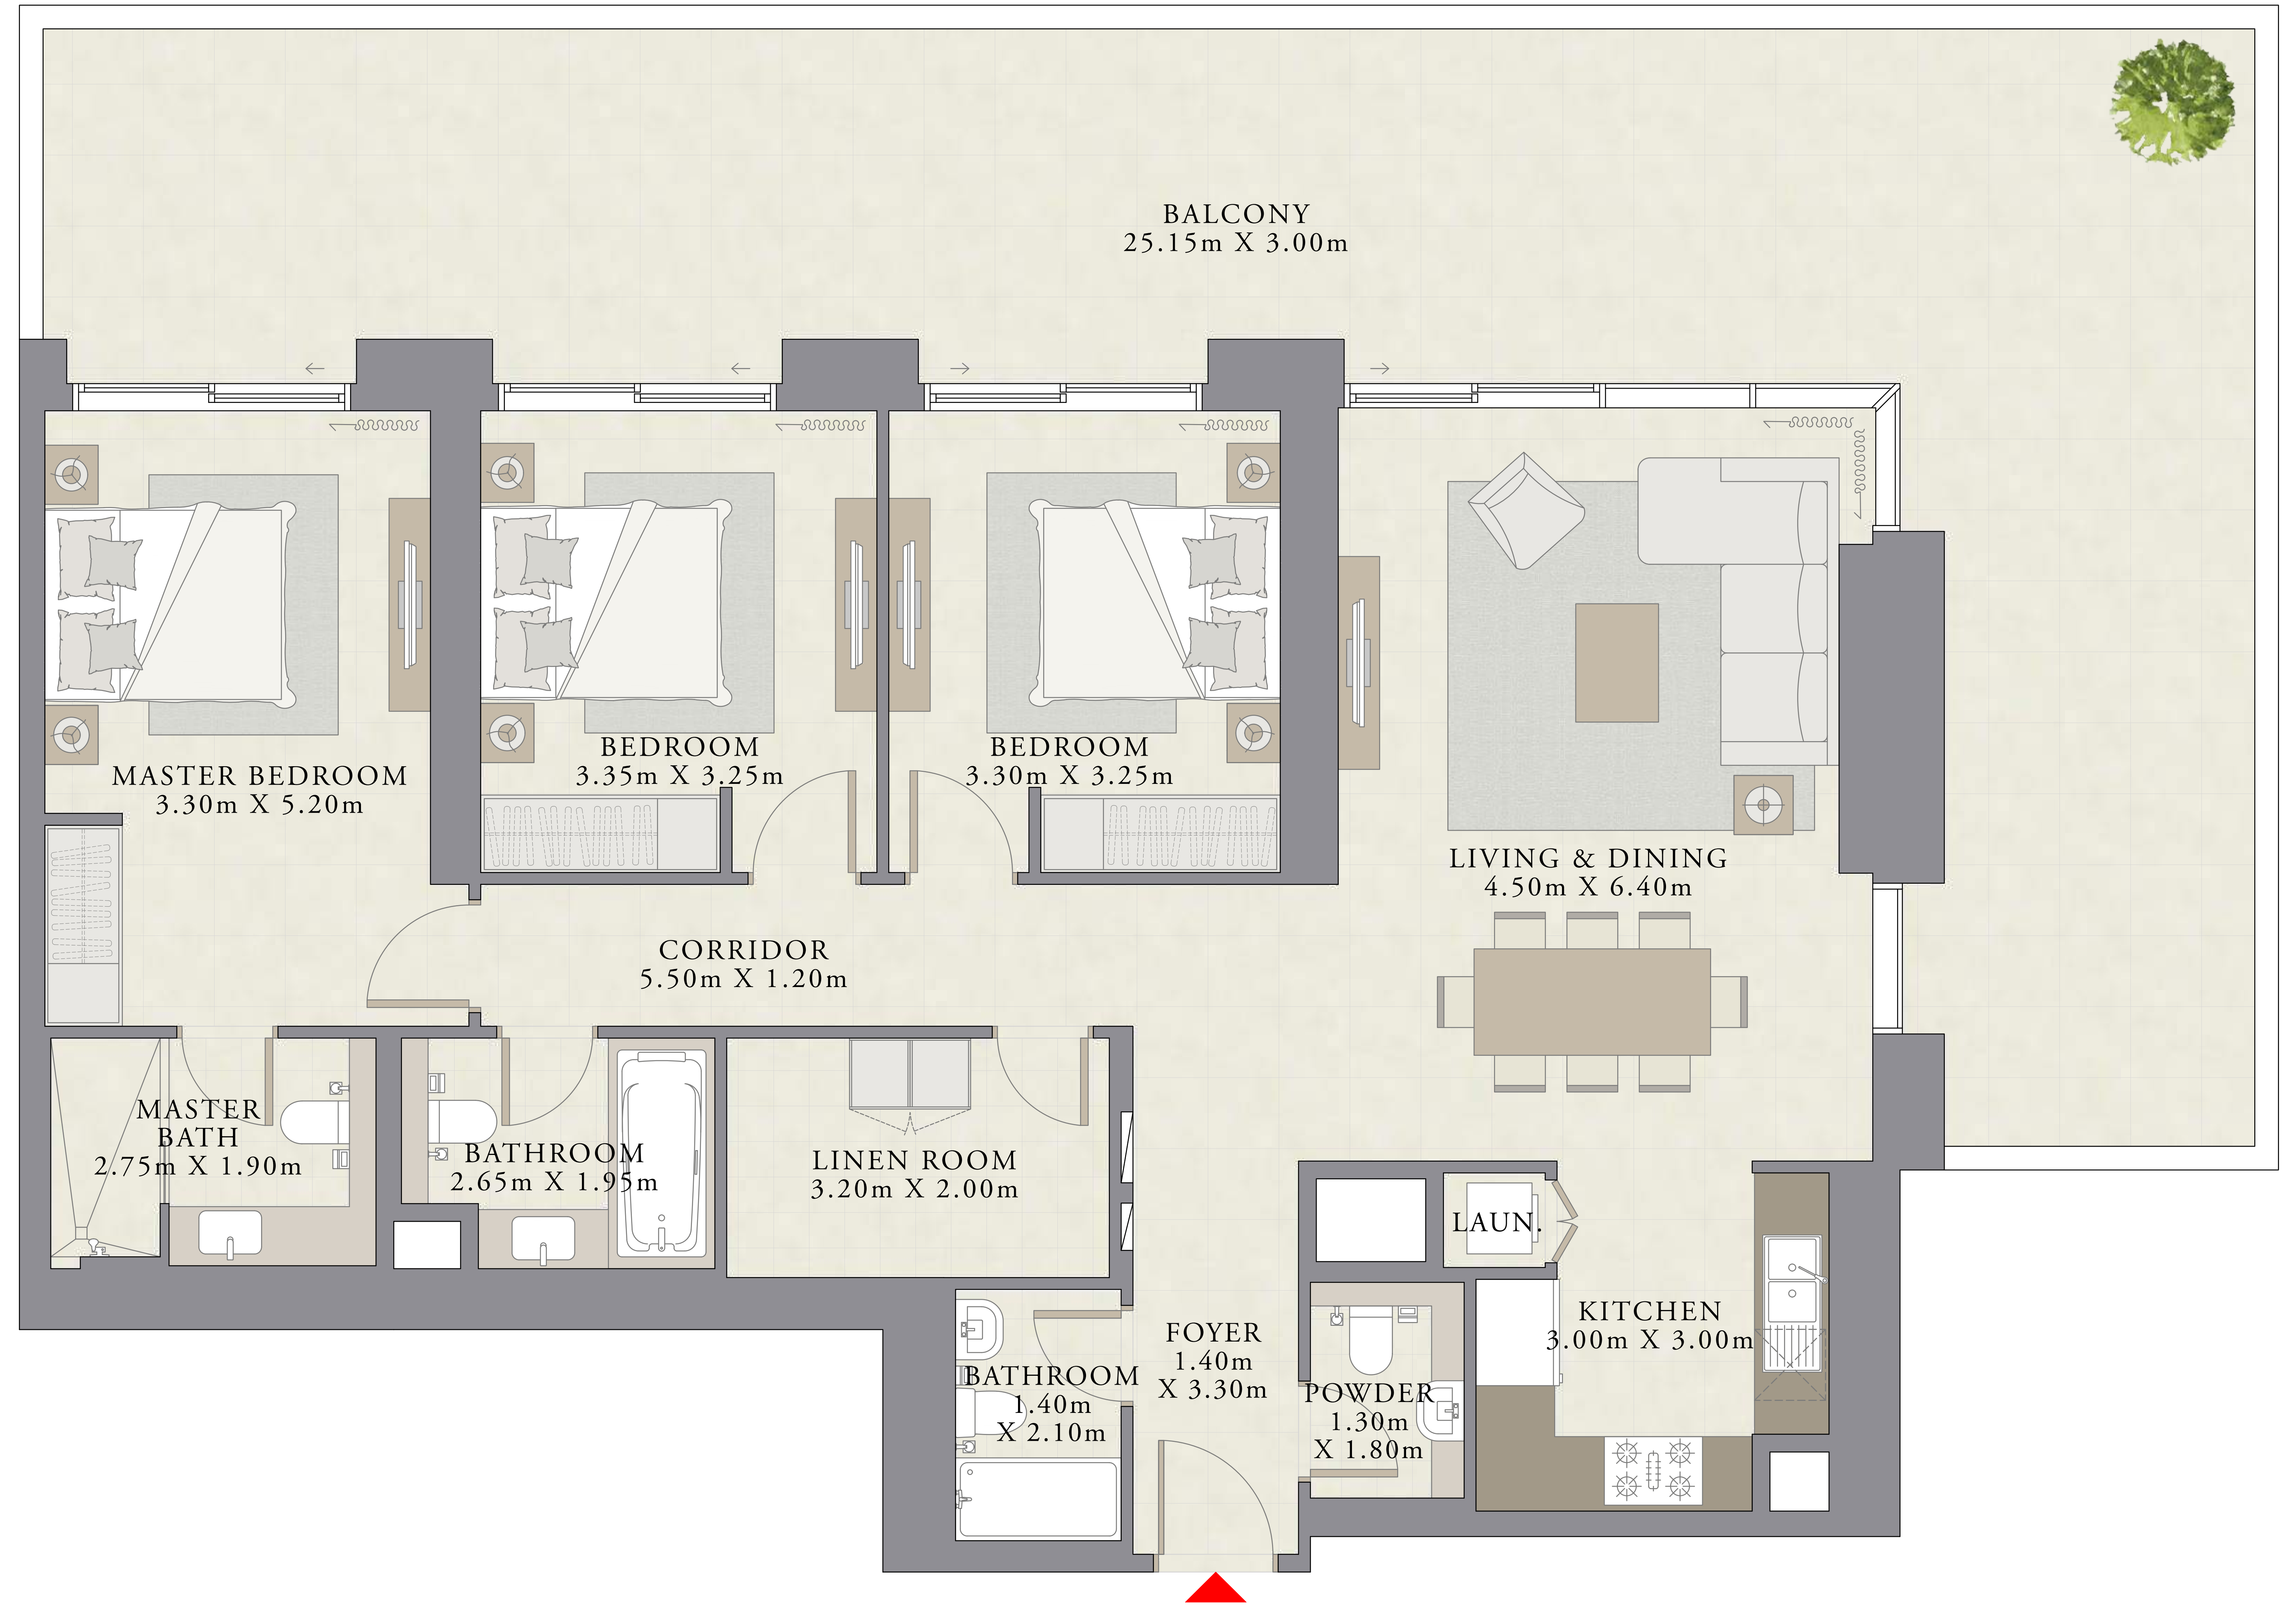 BALCONY
25.15m X 3.00m
BEDROOM
3.35m X 3.25m
BEDROOM
3.30m X 3.25m
MASTER BEDROOM
3.30m X 5.20m
LIVING & DINING
4.50m X 6.40m
CORRIDOR
5.50m X 1.20m
MASTER
BATH
2.75m X 1.90m
BATHROOM
2.65m X 1.95m
LINEN ROOM
3.20m X 2.00m
LAUN.
KITCHEN
3.00m X 3.00m
FOYER
1.40m
X 3.30m
BATHROOM
1.40m
X 2.10m
POWDER
1.30m
X 1.80m